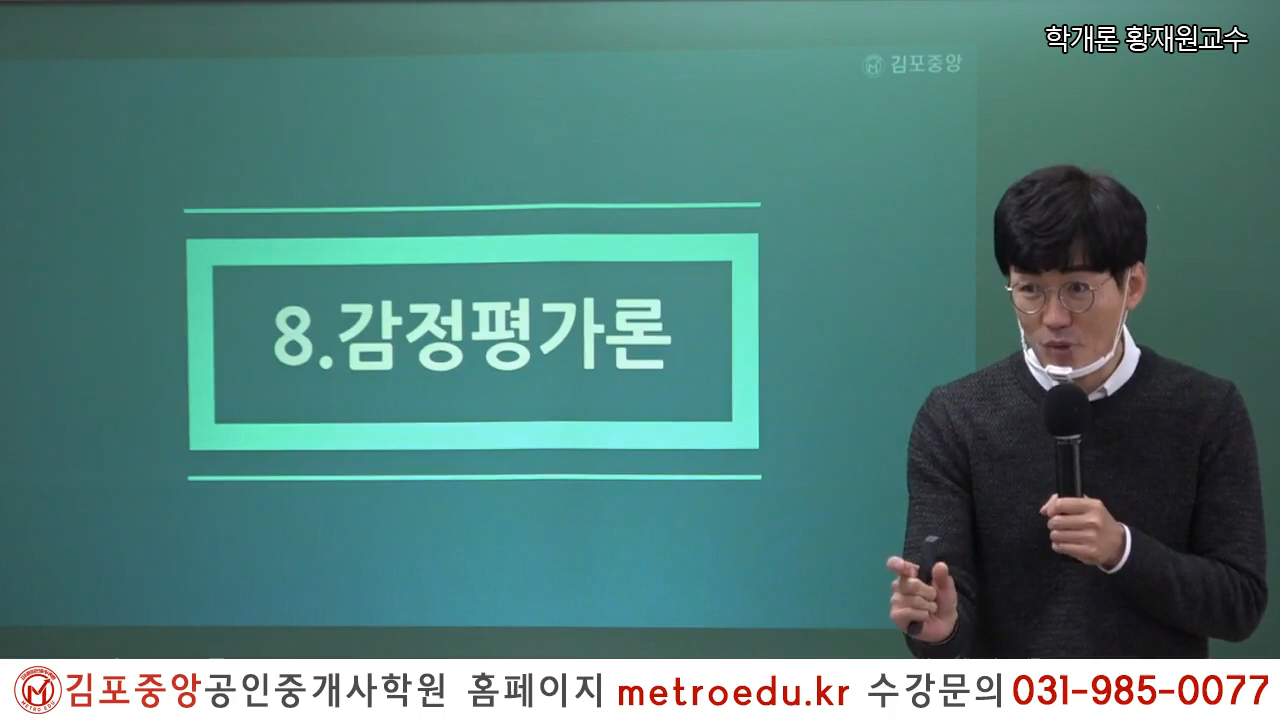 학개론 황재원교수
김포중앙
8.감정평가론
김포중앙공인중개사학원 홈페이지 metroedu.kr 수강문의 031-985-0077
METRO EDU